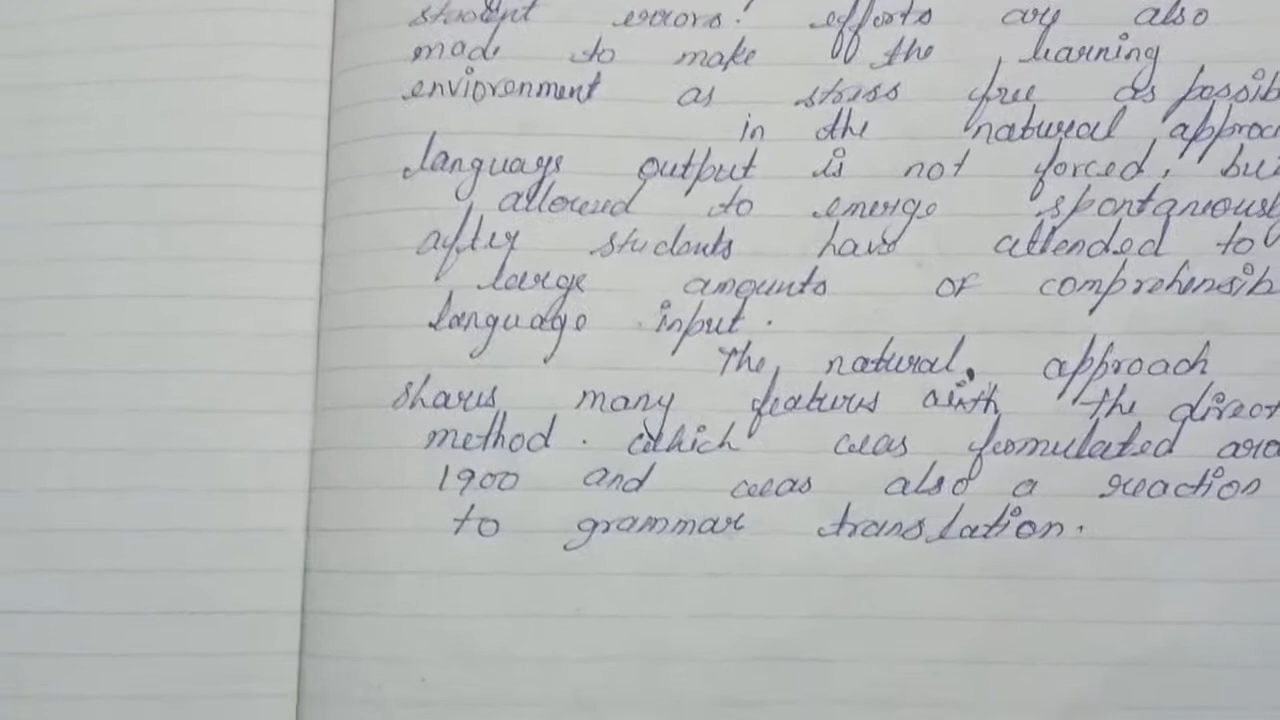 student errors. efforts are also
made to make the learning
enviorenment as stress free as possib
in the natural approac
language output is not forced, but
allowed to emerge spontaneousl
after students have attended to
large amounts of comprehensib
language input.
The natural, approach
shares many features with the direct
method. which was formulated aro
1900 and was also a reaction
to grammar translation.